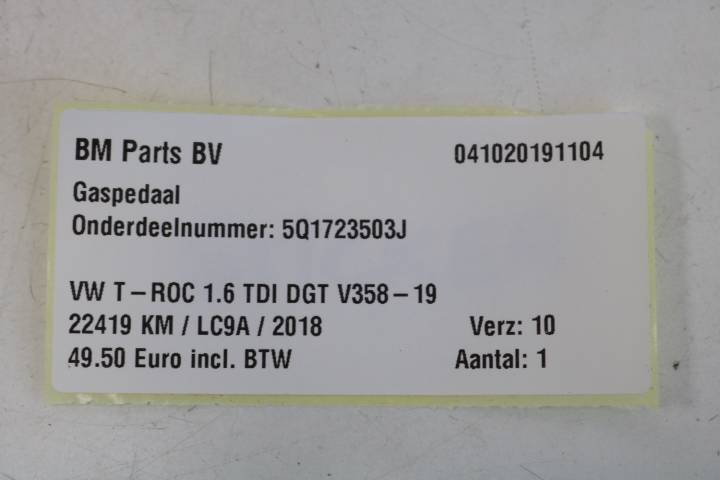 BM Parts BV 041020191104
Gaspedaal
Onderdeelnummer: 5Q1723503J
VW T-ROC 1.6 TDI DGT V358-19
22419 KM / LC9A / 2018 Verz: 10
49.50 Euro incl. BTW Aantal: 1